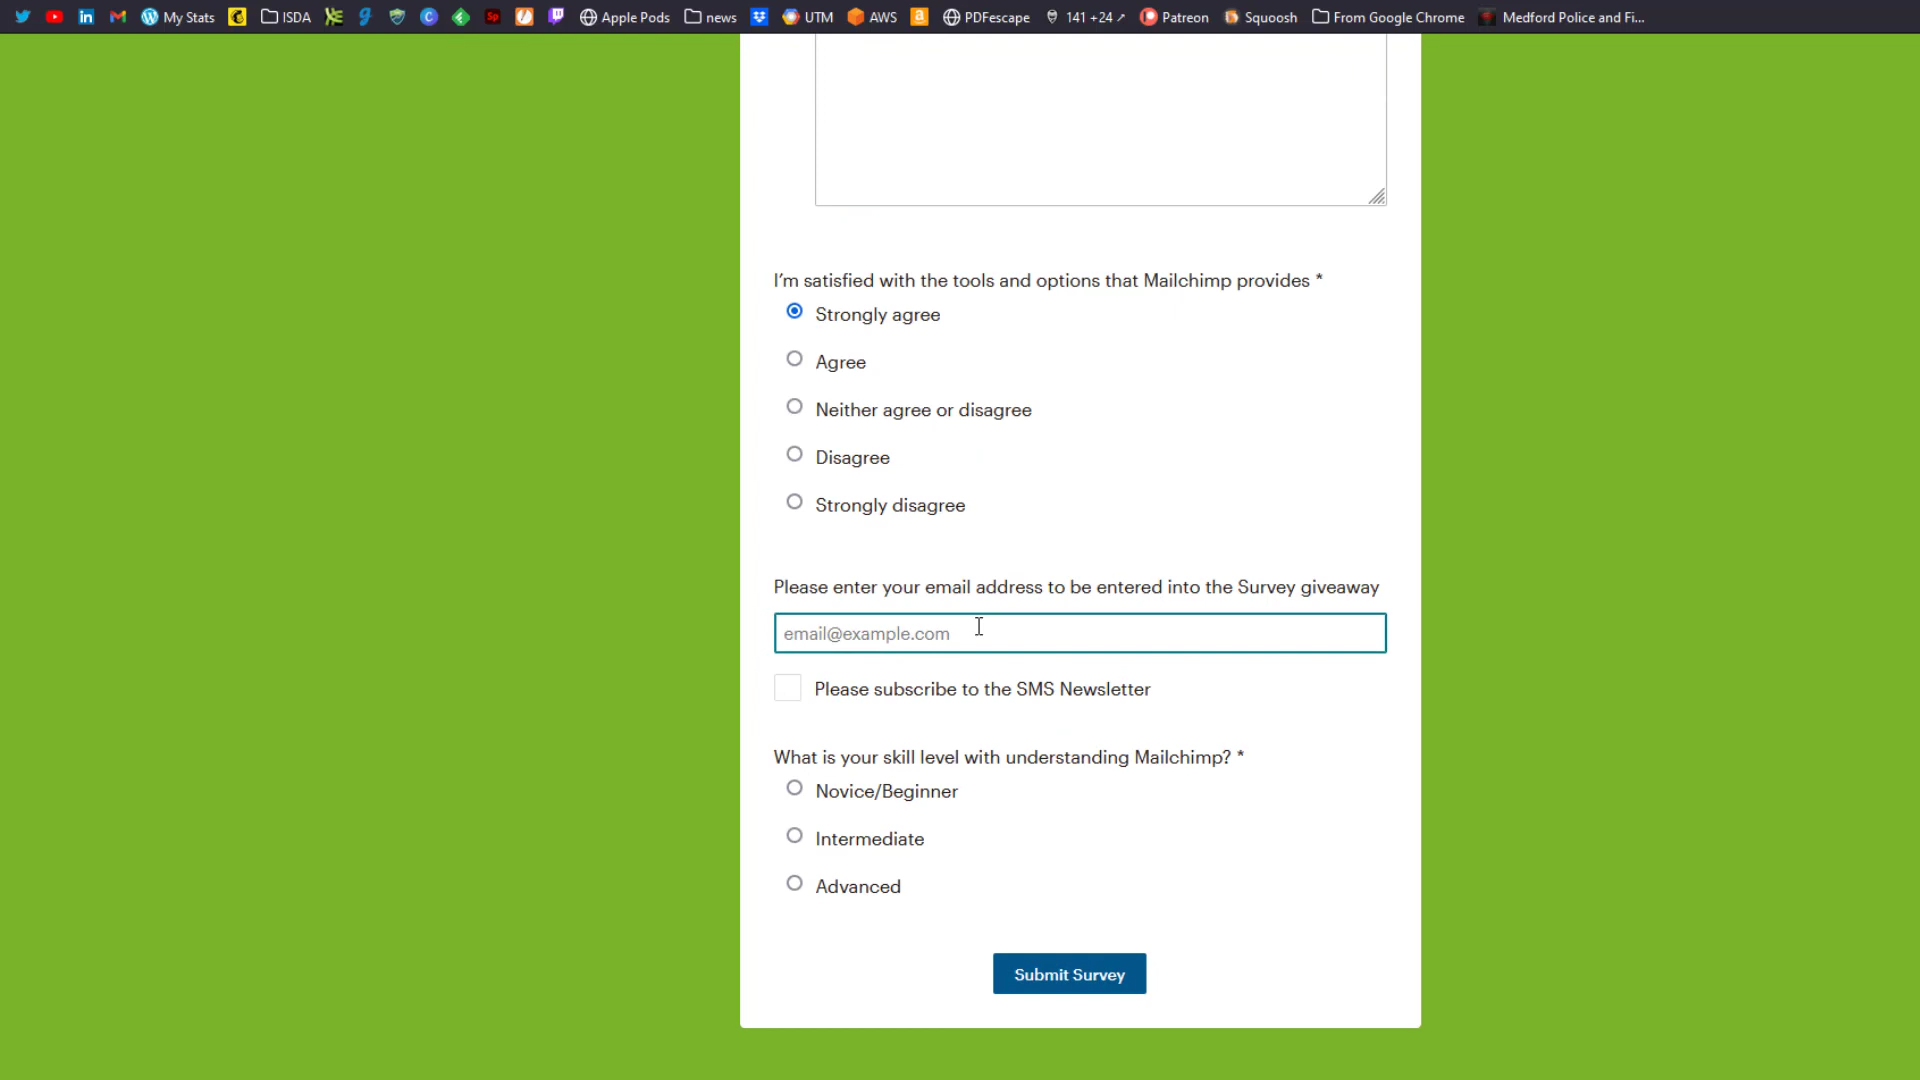 My Stats ISDA Apple Pods news UTM AWS PDFescape 141 +24 Patreon Squoosh From Google Chrome Medford Police and Fi...
I'm satisfied with the tools and options that Mailchimp provides *
Strongly agree
Agree
Neither agree or disagree
Disagree
Strongly disagree
Please enter your email address to be entered into the Survey giveaway
email@example.com
Please subscribe to the SMS Newsletter
What is your skill level with understanding Mailchimp? *
Novice/Beginner
Intermediate
Advanced
Submit Survey